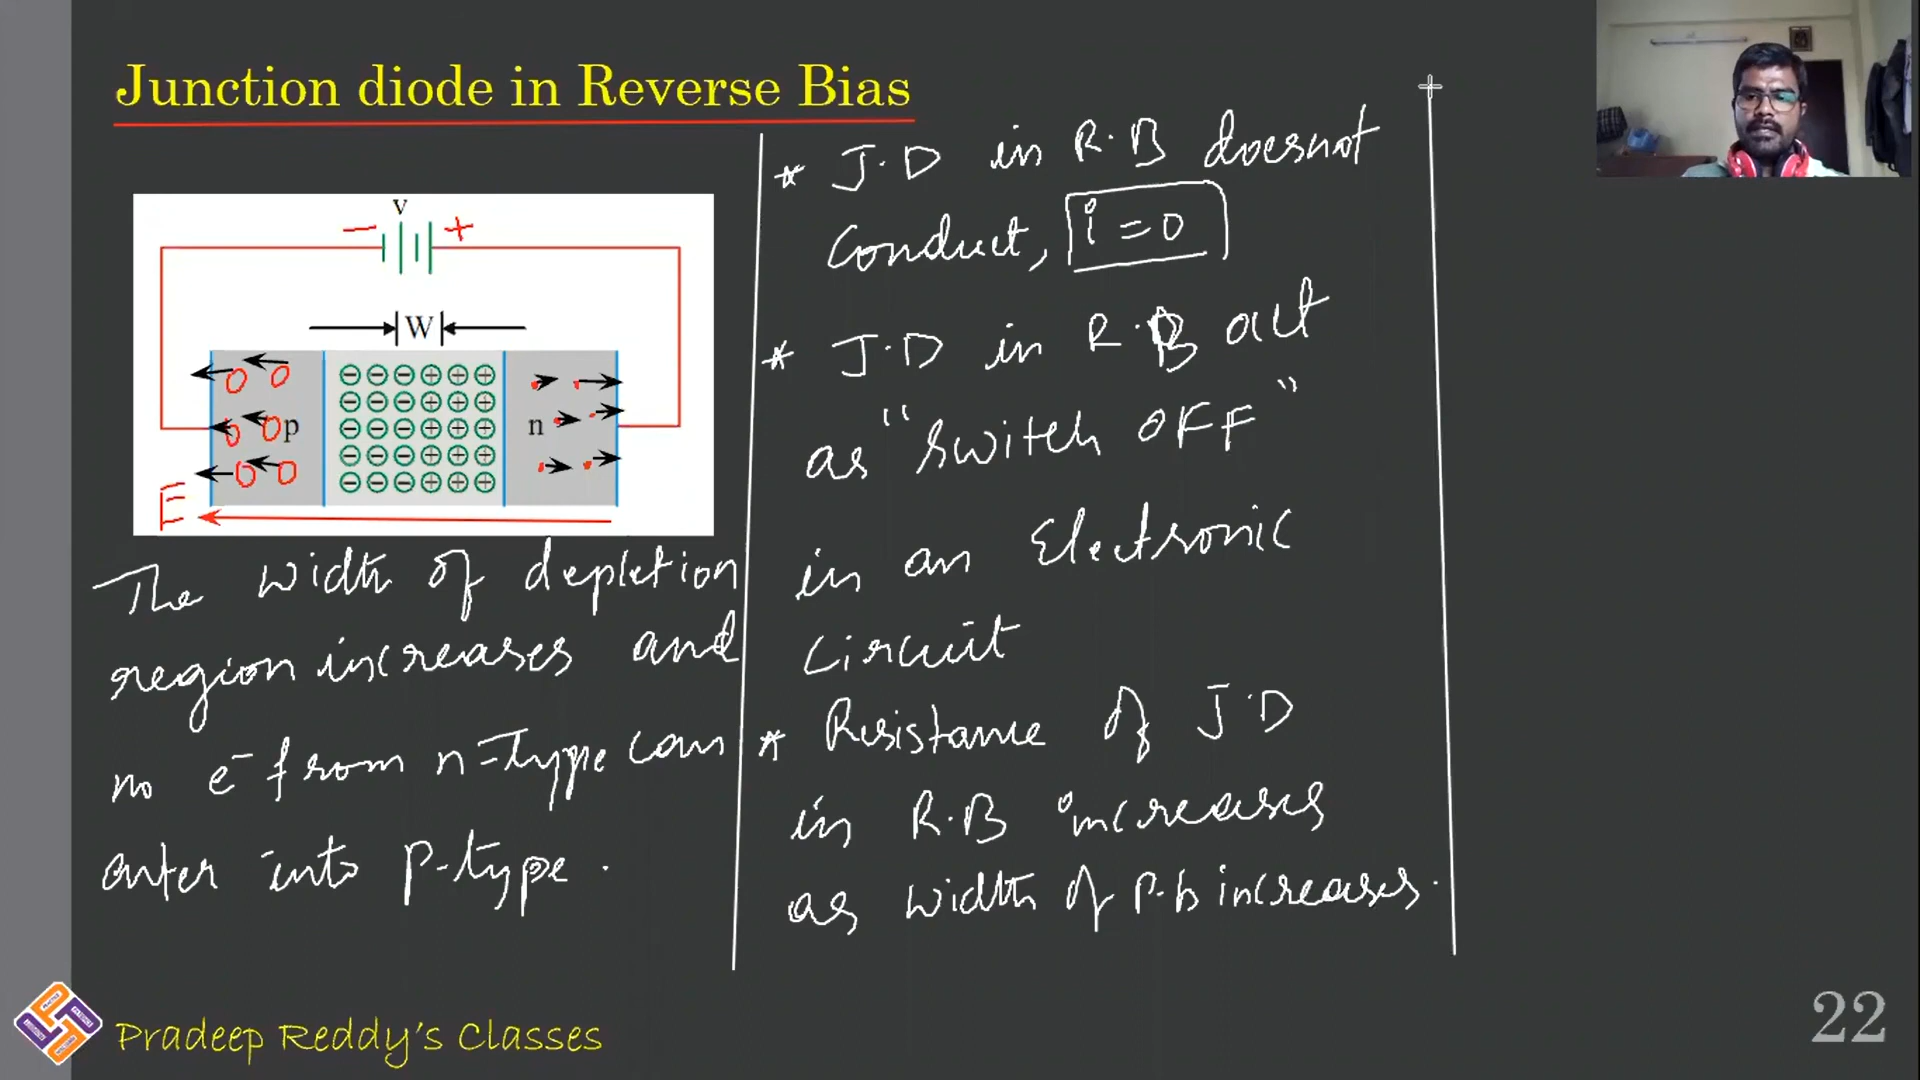 Junction diode in Reverse Bias
v
− +
W
p
n
E
The width of depletion
region increases and
no e⁻ from n-type can
enter into p-type.
* J.D in R.B doesnot
Conduct, i = 0
* J.D in R.B act
as "switch OFF"
in an Electronic
Circuit
* Resistance of J.D
in R.B increases
as width of P.b increases.
Pradeep Reddy's Classes
22